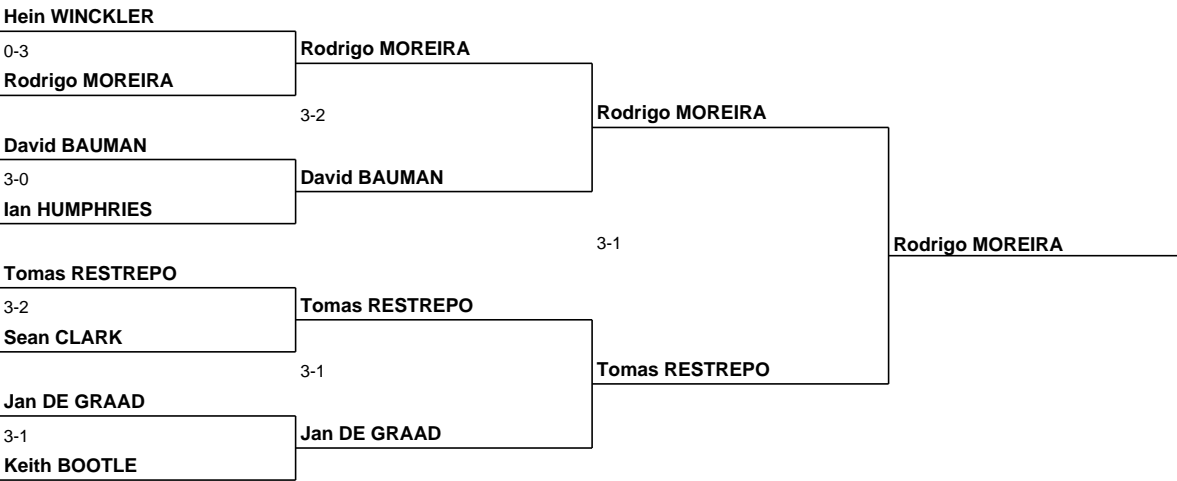 Hein WINCKLER
0-3
Rodrigo MOREIRA
Rodrigo MOREIRA
3-2
Rodrigo MOREIRA
David BAUMAN
3-0
David BAUMAN
Ian HUMPHRIES
3-1
Rodrigo MOREIRA
Tomas RESTREPO
3-2
Tomas RESTREPO
Sean CLARK
3-1
Tomas RESTREPO
Jan DE GRAAD
3-1
Jan DE GRAAD
Keith BOOTLE